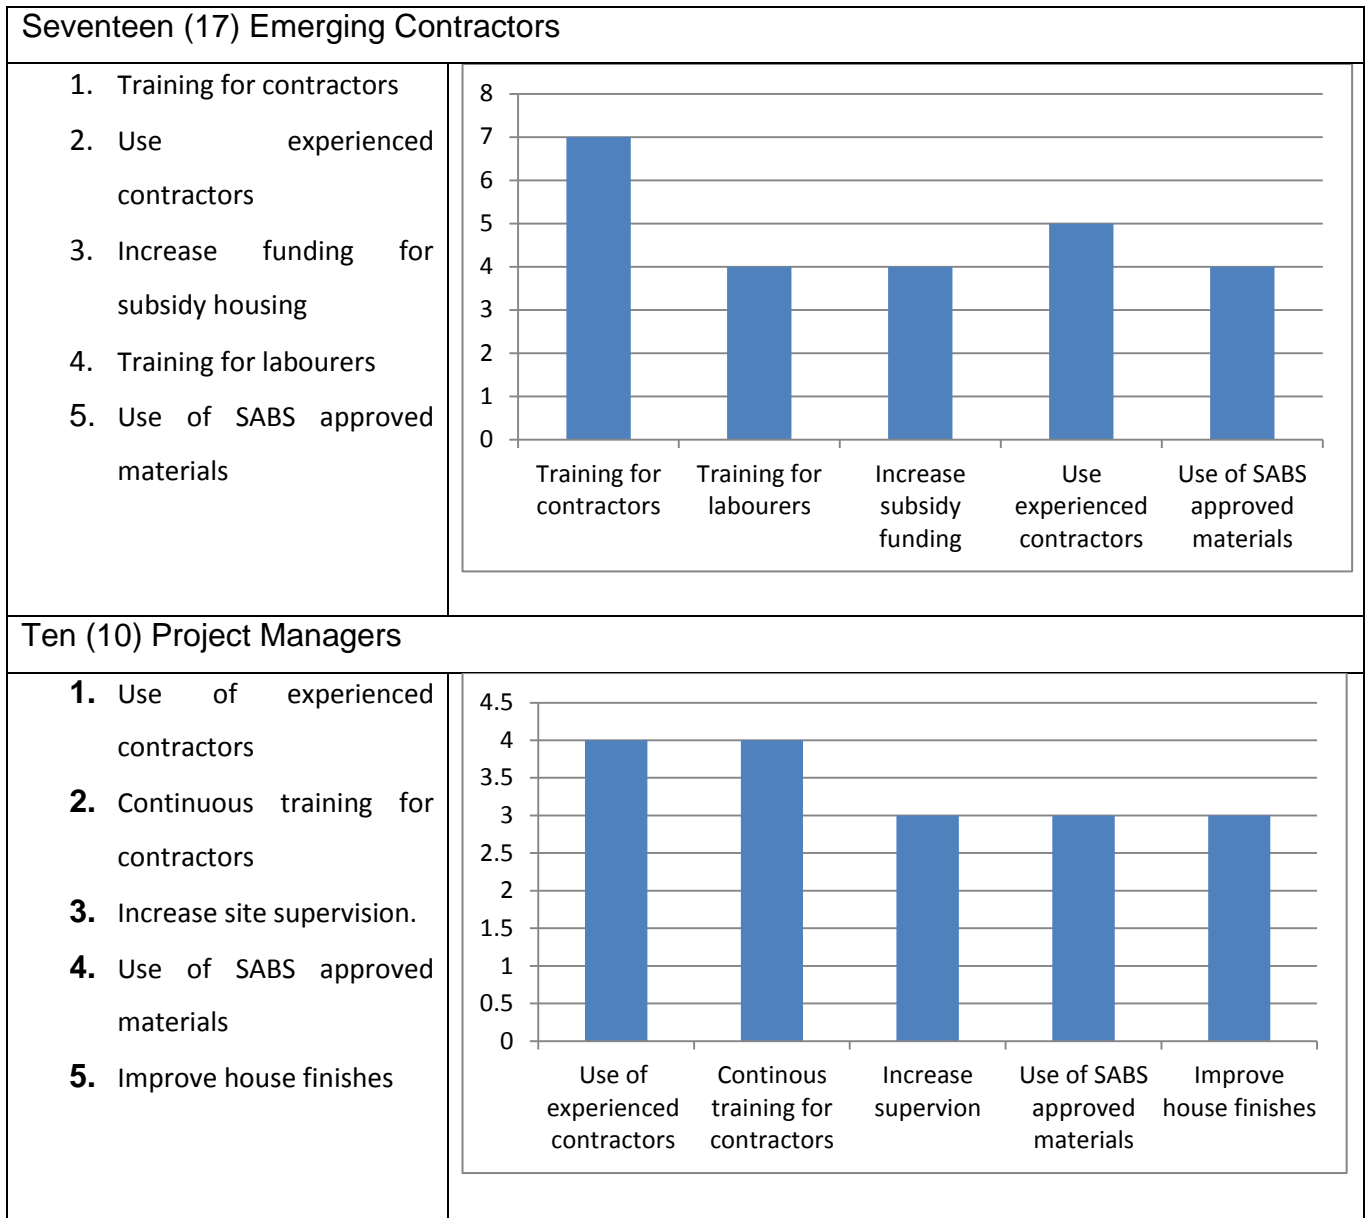 Seventeen (17) Emerging Contractors
1. Training for contractors
2. Use experienced
contractors
3. Increase funding for
subsidy housing
4. Training for labourers
5. Use of SABS approved
materials
8
7
6
5
4
3
2
1
0
Training for
contractors
Training for
labourers
Increase
subsidy
funding
Use
experienced
contractors
Use of SABS
approved
materials
Ten (10) Project Managers
1. Use of experienced
contractors
2. Continuous training for
contractors
3. Increase site supervision.
4. Use of SABS approved
materials
5. Improve house finishes
4.5
4
3.5
3
2.5
2
1.5
1
0.5
0
Use of
experienced
contractors
Continous
training for
contractors
Increase
supervion
Use of SABS
approved
materials
Improve
house finishes